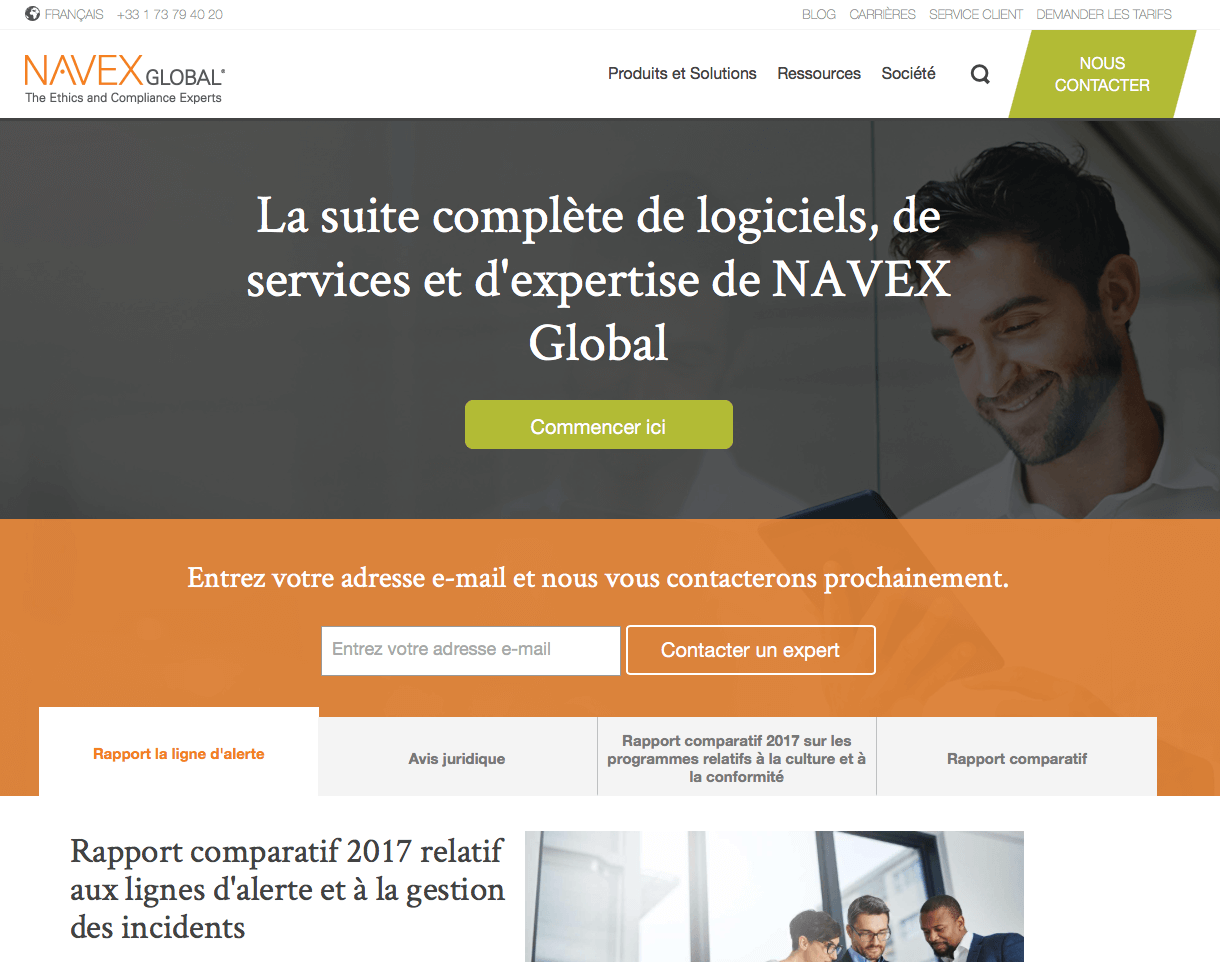 FRANÇAIS +33 1 73 79 40 20
BLOG CARRIÈRES SERVICE CLIENT DEMANDER LES TARIFS
NAVEX GLOBAL®
The Ethics and Compliance Experts
Produits et Solutions Ressources Société
NOUS
CONTACTER
La suite complète de logiciels, de
services et d'expertise de NAVEX
Global
Commencer ici
Entrez votre adresse e-mail et nous vous contacterons prochainement.
Entrez votre adresse e-mail
Contacter un expert
Rapport la ligne d'alerte
Avis juridique
Rapport comparatif 2017 sur les
programmes relatifs à la culture et à
la conformité
Rapport comparatif
Rapport comparatif 2017 relatif
aux lignes d'alerte et à la gestion
des incidents